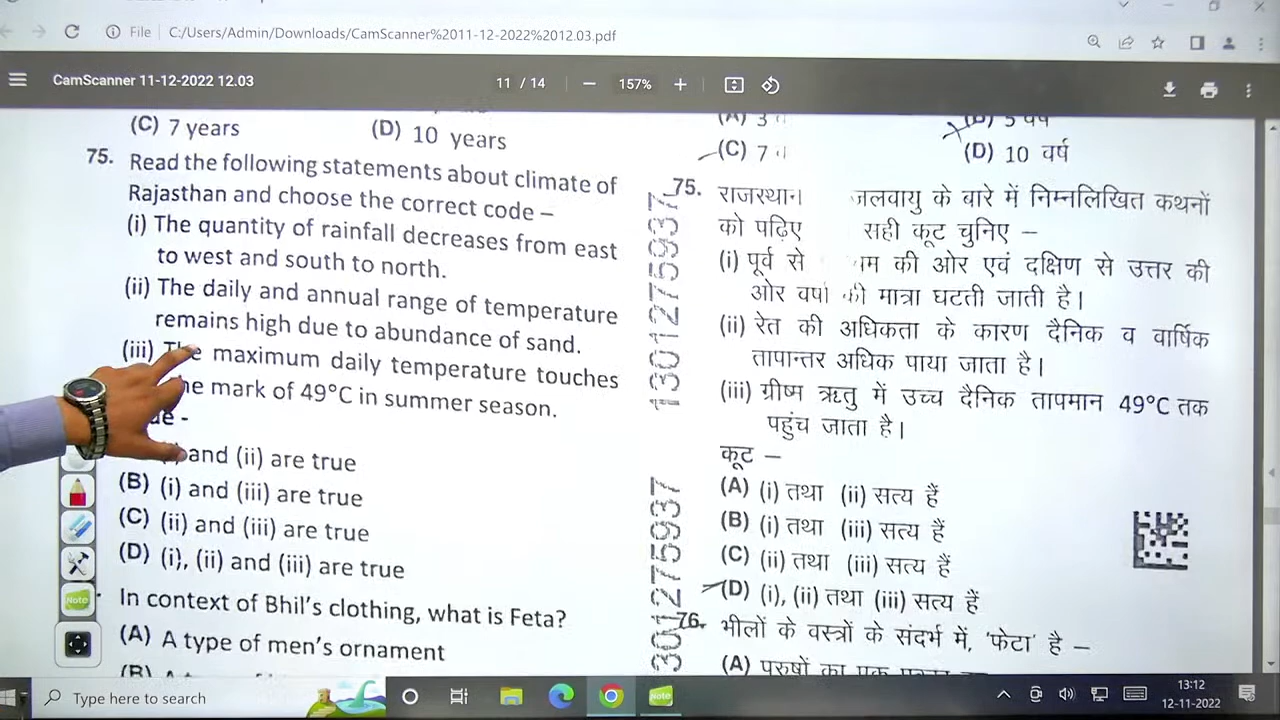 File C:/Users/Admin/Downloads/CamScanner%2011-12-2022%2012.03.pdf
CamScanner 11-12-2022 12.03 11 / 14 157%
(C) 7 years (D) 10 years
75. Read the following statements about climate of
Rajasthan and choose the correct code –
(i) The quantity of rainfall decreases from east
to west and south to north.
(ii) The daily and annual range of temperature
remains high due to abundance of sand.
(iii) The maximum daily temperature touches
mark of 49°C in summer season.
and (ii) are true
(B) (i) and (iii) are true
(C) (ii) and (iii) are true
(D) (i), (ii) and (iii) are true
In context of Bhil's clothing, what is Feta?
(A) A type of men's ornament
1301275937
301275937
(A) 3 (B) 5 वर्ष
(C) 7 (D) 10 वर्ष
75. जलवायु के बारे में निम्नलिखित कथनों
को पढ़िए सही कूट चुनिए –
(i) पूर्व से की ओर एवं दक्षिण से उत्तर की
ओर की मात्रा घटती जाती है।
(ii) रेत की अधिकता के कारण दैनिक व वार्षिक
तापान्तर अधिक पाया जाता है।
(iii) ग्रीष्म ऋतु में उच्च दैनिक तापमान 49°C तक
पहुंच जाता है।
कूट –
(A) (i) तथा (ii) सत्य हैं
(B) (i) तथा (iii) सत्य हैं
(C) (ii) तथा (iii) सत्य हैं
(D) (i), (ii) तथा (iii) सत्य हैं
76. भीलों के वस्त्रों के संदर्भ में, 'फेटा' है –
(A) पुरुषों का एक
Note
Type here to search
Note
13:12
12-11-2022